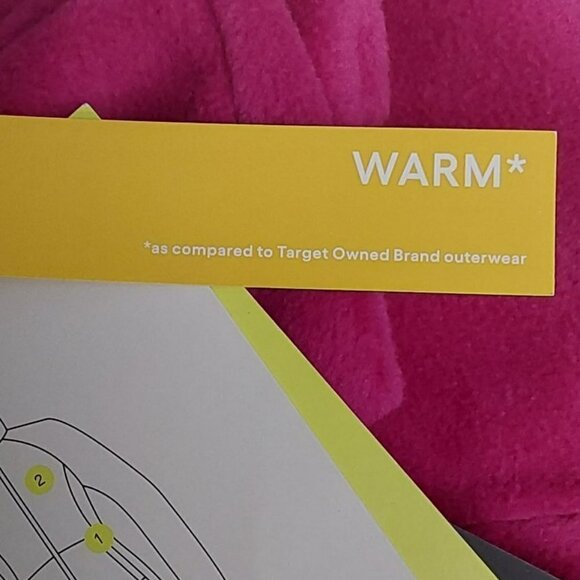 WARM*
*as compared to Target Owned Brand outerwear
2
1